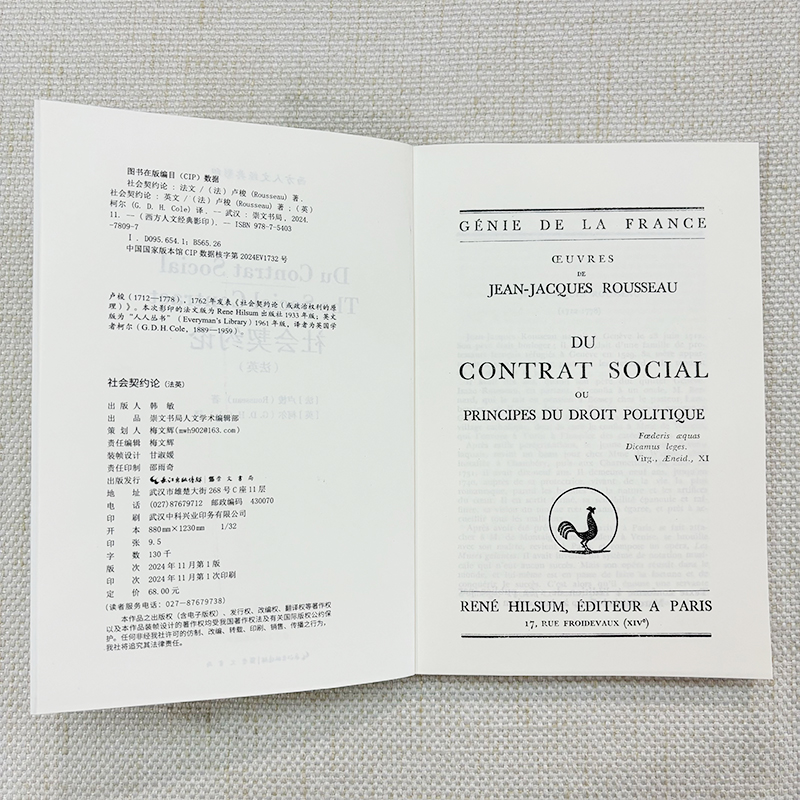 图书在版编目(CIP)数据
社会契约论：法文/(法)卢梭(Rousseau)著.
社会契约论：英文/(法)卢梭(Rousseau)著；(英)
柯尔(G. D. H. Cole)译. — 武汉：崇文书局, 2024.
11. — (西方人文经典影印). — ISBN 978-7-5403
-7809-7
Ⅰ. D095.654.1; B565.26
中国国家版本馆CIP数据核字第2024EV1732号
卢梭(1712—1778)，1762年发表《社会契约论(或政治权利的原
理)》。本次影印的法文版为Rene Hilsum出版社1933年版；英文
版为“人人丛书”(Everyman's Library)1961年版，译者为英国学
者柯尔(G.D.H.Cole，1889—1959)。
社会契约论(法英)
出版人 韩敏
出品 崇文书局人文学术编辑部
策划人 梅文辉(mwh902@163.com)
责任编辑 梅文辉
装帧设计 甘淑媛
责任印制 邵雨奇
出版发行 长江出版传媒 崇文书局
地址 武汉市雄楚大街268号C座11层
电话 (027)87679712 邮政编码 430070
印刷 武汉中科兴业印务有限公司
开本 880mm×1230mm 1/32
印张 9.5
字数 130千
版次 2024年11月第1版
印次 2024年11月第1次印刷
定价 68.00元
(读者服务电话：027-87679738)
本作品之出版权(含电子版权)、发行权、改编权、翻译权等著作权
以及本作品装帧设计的著作权均受我国著作权法及有关国际版权公约保
护。任何非经我社许可的仿制、改编、转载、印刷、销售、传播之行为，
我社将追究其法律责任。
GÉNIE DE LA FRANCE
ŒUVRES
DE
JEAN-JACQUES ROUSSEAU
DU
CONTRAT SOCIAL
OU
PRINCIPES DU DROIT POLITIQUE
Fœderis æquas
Dicamus leges.
Virg., Æneid., XI
RENÉ HILSUM, ÉDITEUR A PARIS
17, RUE FROIDEVAUX (XIVe)